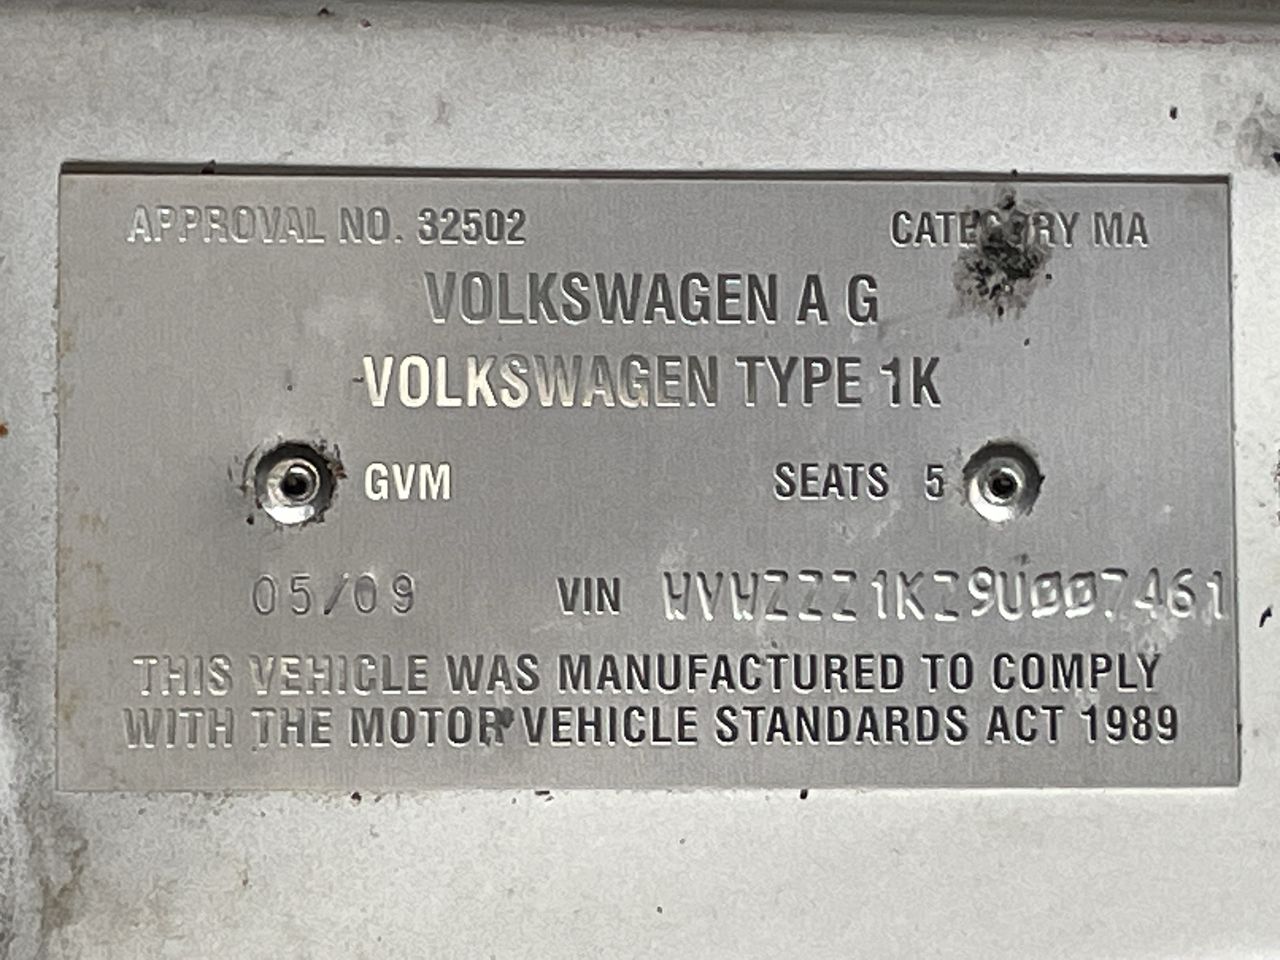 APPROVAL NO. 32502 CATEGORY MA
VOLKSWAGEN A G
VOLKSWAGEN TYPE 1K
GVM SEATS 5
05/09 VIN WVWZZZ1KZ9U007461
THIS VEHICLE WAS MANUFACTURED TO COMPLY
WITH THE MOTOR VEHICLE STANDARDS ACT 1989